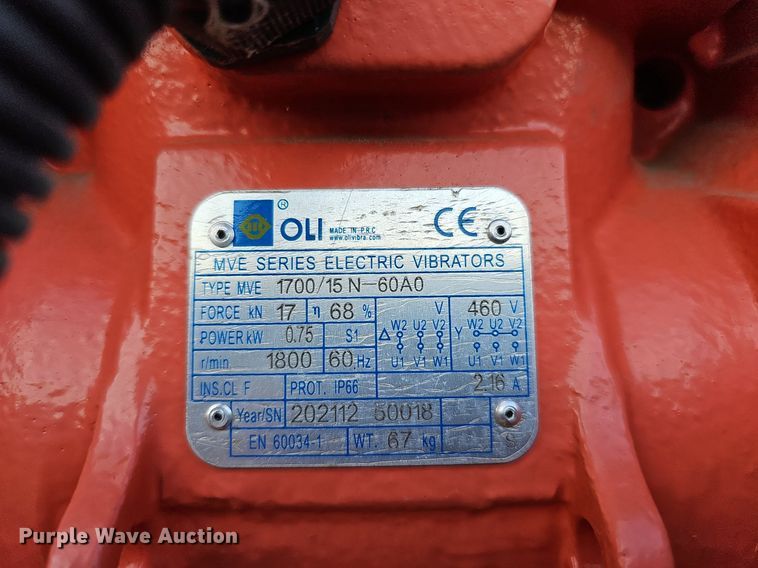 ® OLI MADE IN P.R.C CE
www.olivibra.com
MVE SERIES ELECTRIC VIBRATORS
TYPE MVE 1700/15 N-60A0
FORCE kN 17 η 68 % V 460 V
POWER kW 0.75 S1 △ W2 U2 V2 Y W2 U2 V2
r/min 1800 60 Hz U1 V1 W1 U1 V1 W1
INS.CL F PROT. IP66 2.16 A
Year/SN 202112 50018
EN 60034-1 WT. 67 kg S
Purple Wave Auction